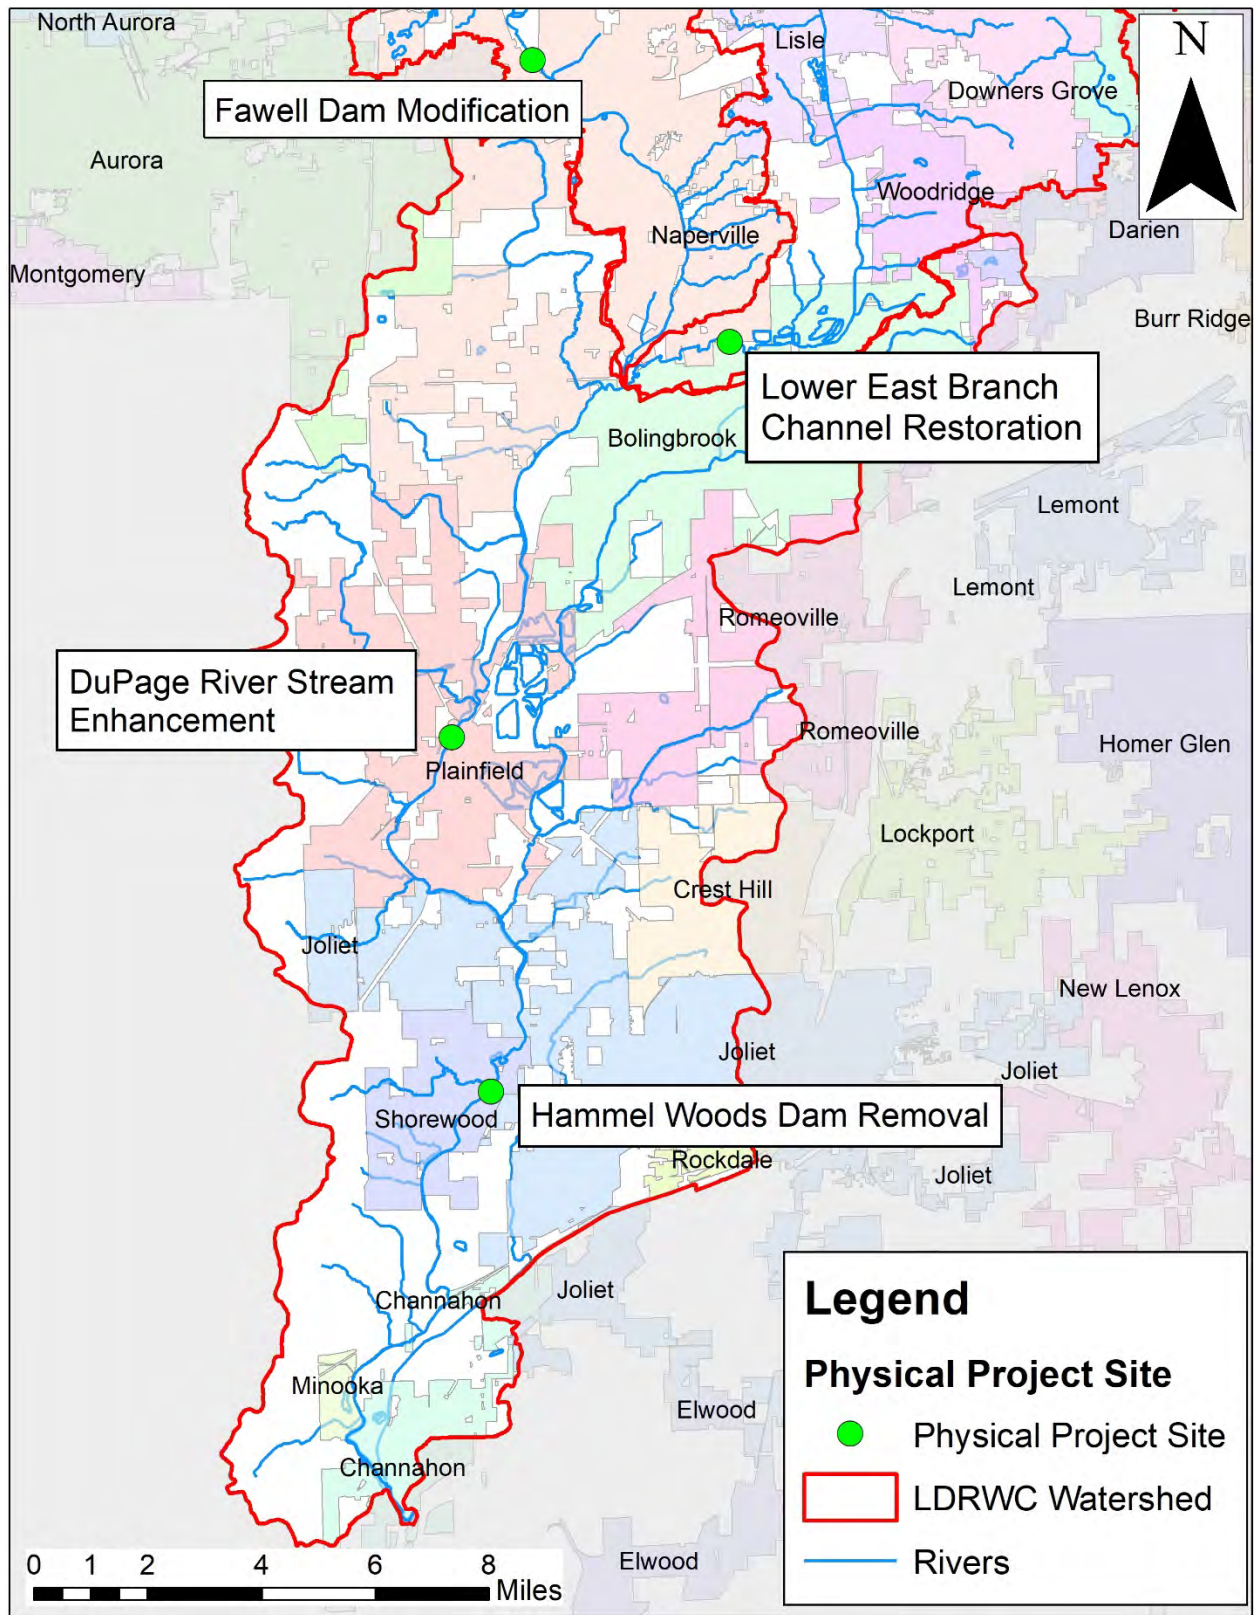 North Aurora
Lisle
N
Downers Grove
Fawell Dam Modification
Aurora
Woodridge
Naperville
Darien
Montgomery
Burr Ridge
Lower East Branch
Channel Restoration
Bolingbrook
Lemont
Lemont
Romeoville
DuPage River Stream
Enhancement
Romeoville
Homer Glen
Plainfield
Lockport
Crest Hill
Joliet
New Lenox
Joliet
Joliet
Shorewood
Hammel Woods Dam Removal
Rockdale
Joliet
Channahon
Joliet
Minooka
Elwood
Channahon
Elwood
Legend
Physical Project Site
Physical Project Site
LDRWC Watershed
Rivers
0 1 2 4 6 8
Miles